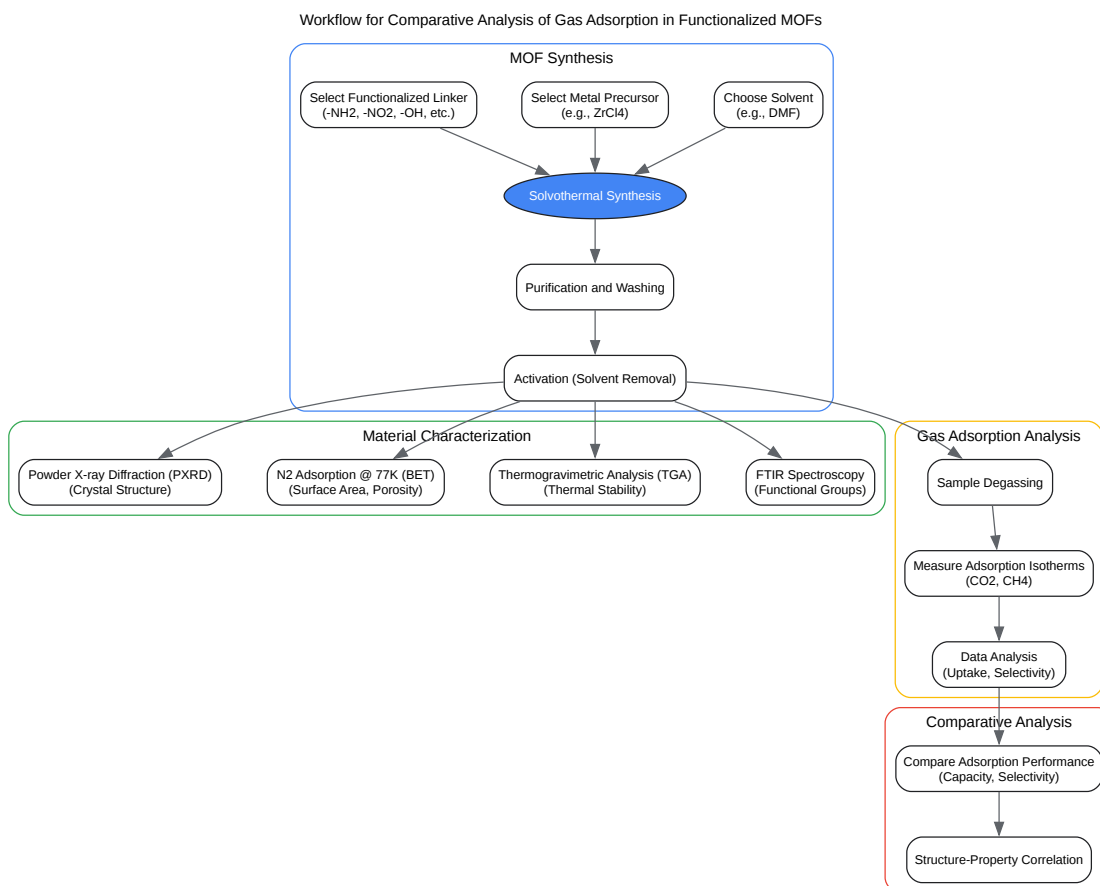 Workflow for Comparative Analysis of Gas Adsorption in Functionalized MOFs
MOF Synthesis
Select Functionalized Linker
(-NH2, -NO2, -OH, etc.)
Select Metal Precursor
(e.g., ZrCl4)
Choose Solvent
(e.g., DMF)
Solvothermal Synthesis
Purification and Washing
Activation (Solvent Removal)
Material Characterization
Powder X-ray Diffraction (PXRD)
(Crystal Structure)
N2 Adsorption @ 77K (BET)
(Surface Area, Porosity)
Thermogravimetric Analysis (TGA)
(Thermal Stability)
FTIR Spectroscopy
(Functional Groups)
Gas Adsorption Analysis
Sample Degassing
Measure Adsorption Isotherms
(CO2, CH4)
Data Analysis
(Uptake, Selectivity)
Comparative Analysis
Compare Adsorption Performance
(Capacity, Selectivity)
Structure-Property Correlation